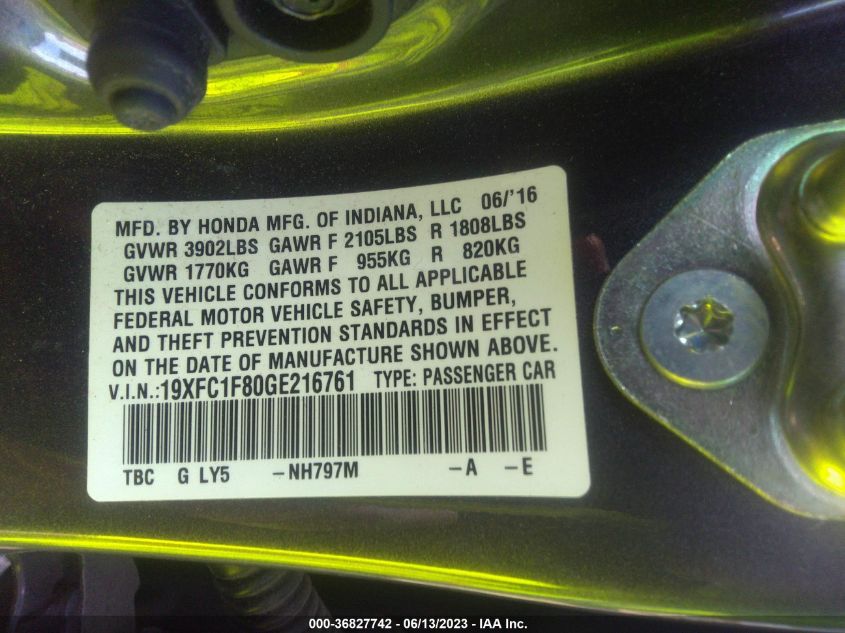 MFD. BY HONDA MFG. OF INDIANA, LLC 06/'16
GVWR 3902LBS GAWR F 2105LBS R 1808LBS
GVWR 1770KG GAWR F 955KG R 820KG
THIS VEHICLE CONFORMS TO ALL APPLICABLE
FEDERAL MOTOR VEHICLE SAFETY, BUMPER,
AND THEFT PREVENTION STANDARDS IN EFFECT
ON THE DATE OF MANUFACTURE SHOWN ABOVE.
V.I.N.:19XFC1F80GE216761 TYPE: PASSENGER CAR
TBC G LY5 –NH797M –A –E
000-36827742 - 06/13/2023 - IAA Inc.